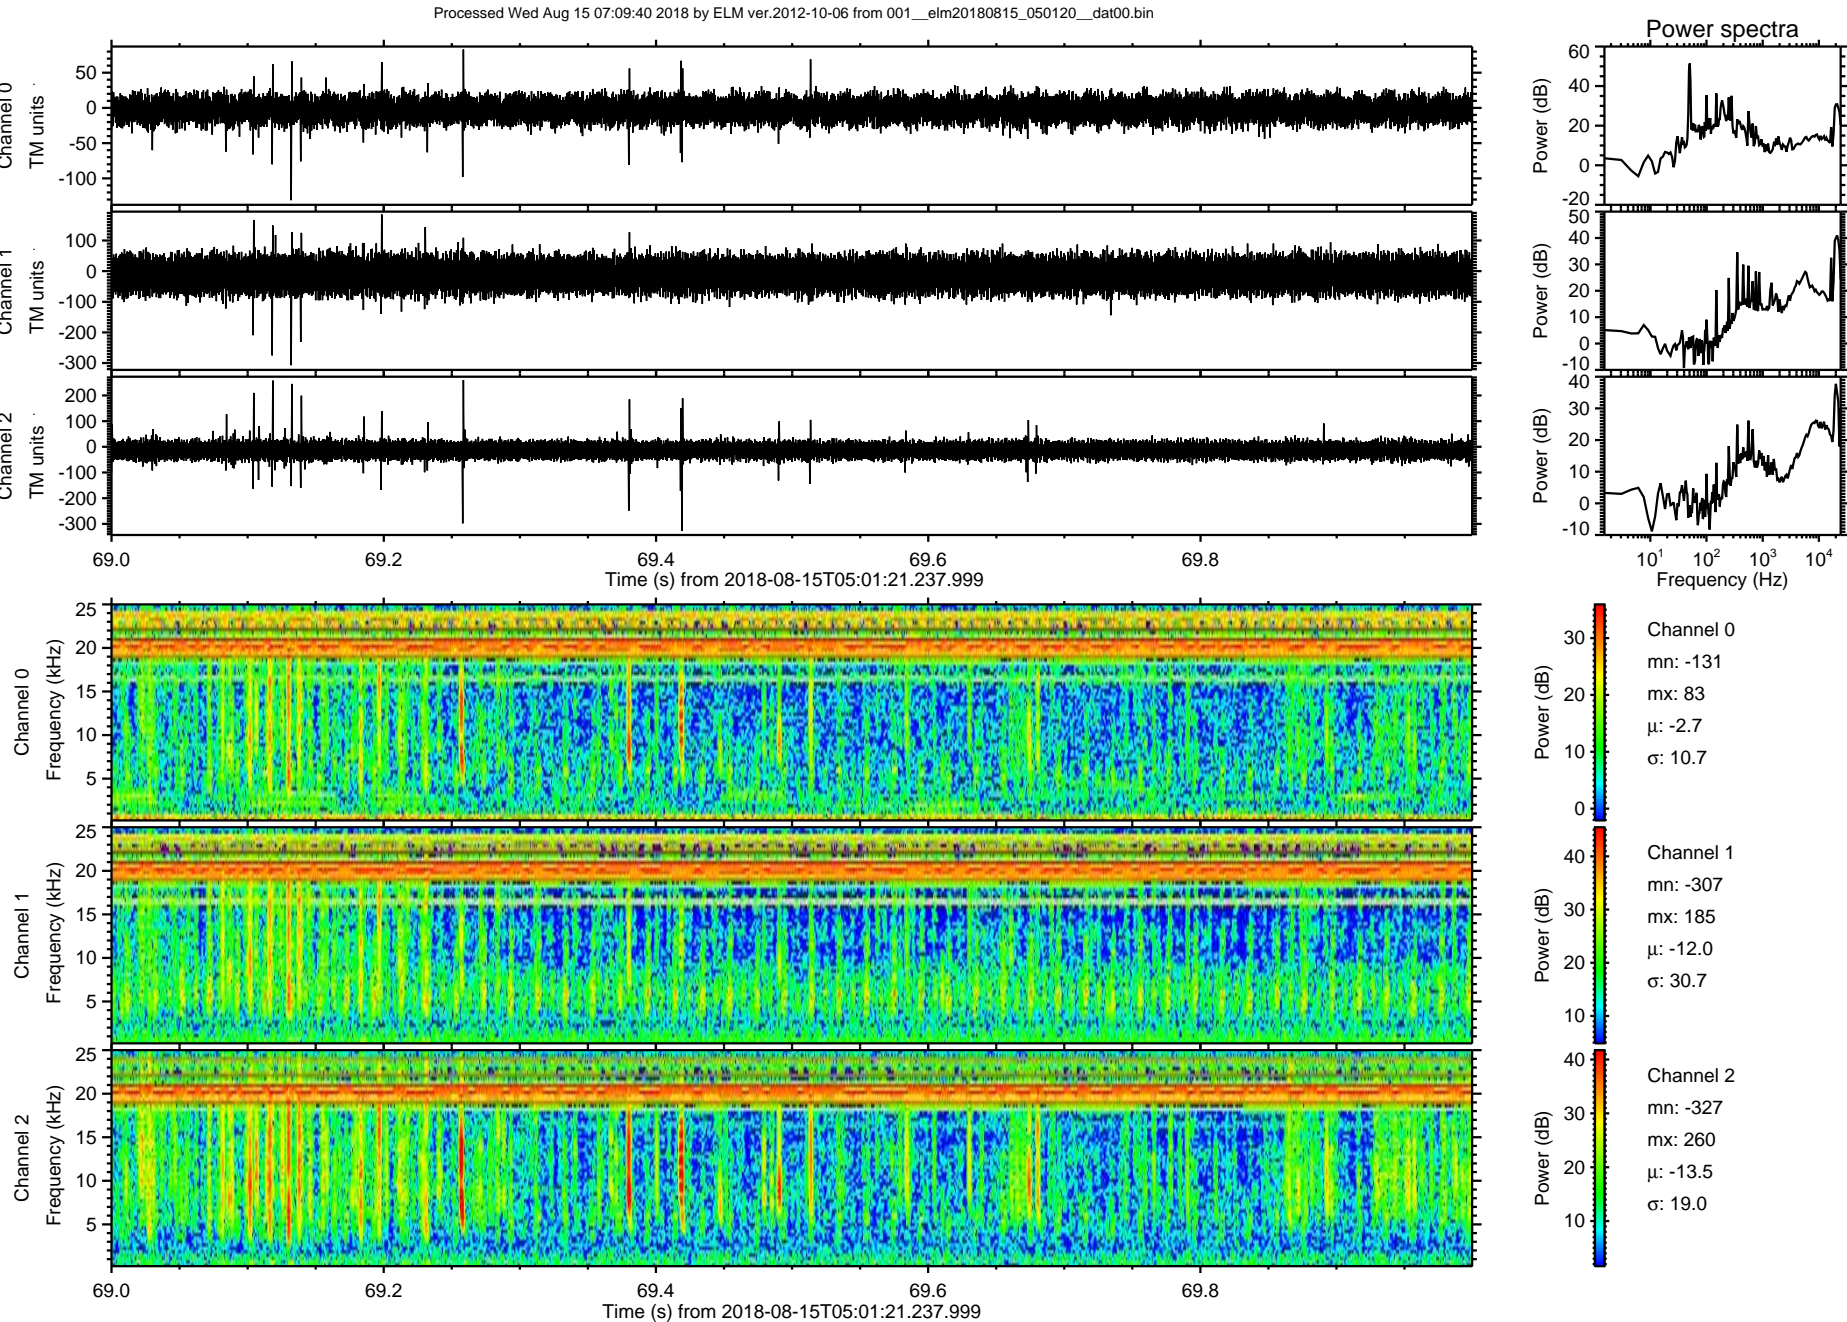 Processed Wed Aug 15 07:09:40 2018 by ELM ver.2012-10-06 from 001__elm20180815_050120__dat00.bin
Power spectra
Channel 0
TM units
50
0
-50
-100
Power (dB)
60
40
20
0
-20
Channel 1
TM units
100
0
-100
-200
-300
Power (dB)
50
40
30
20
10
0
-10
Channel 2
TM units
200
100
0
-100
-200
-300
Power (dB)
40
30
20
10
0
-10
69.0 69.2 69.4 69.6 69.8
Time (s) from 2018-08-15T05:01:21.237.999
10¹ 10² 10³ 10⁴
Frequency (Hz)
Channel 0
Frequency (kHz)
25
20
15
10
5
Power (dB)
30
20
10
0
Channel 0
mn: -131
mx: 83
μ: -2.7
σ: 10.7
Channel 1
Frequency (kHz)
25
20
15
10
5
Power (dB)
40
30
20
10
Channel 1
mn: -307
mx: 185
μ: -12.0
σ: 30.7
Channel 2
Frequency (kHz)
25
20
15
10
5
Power (dB)
40
30
20
10
Channel 2
mn: -327
mx: 260
μ: -13.5
σ: 19.0
69.0 69.2 69.4 69.6 69.8
Time (s) from 2018-08-15T05:01:21.237.999